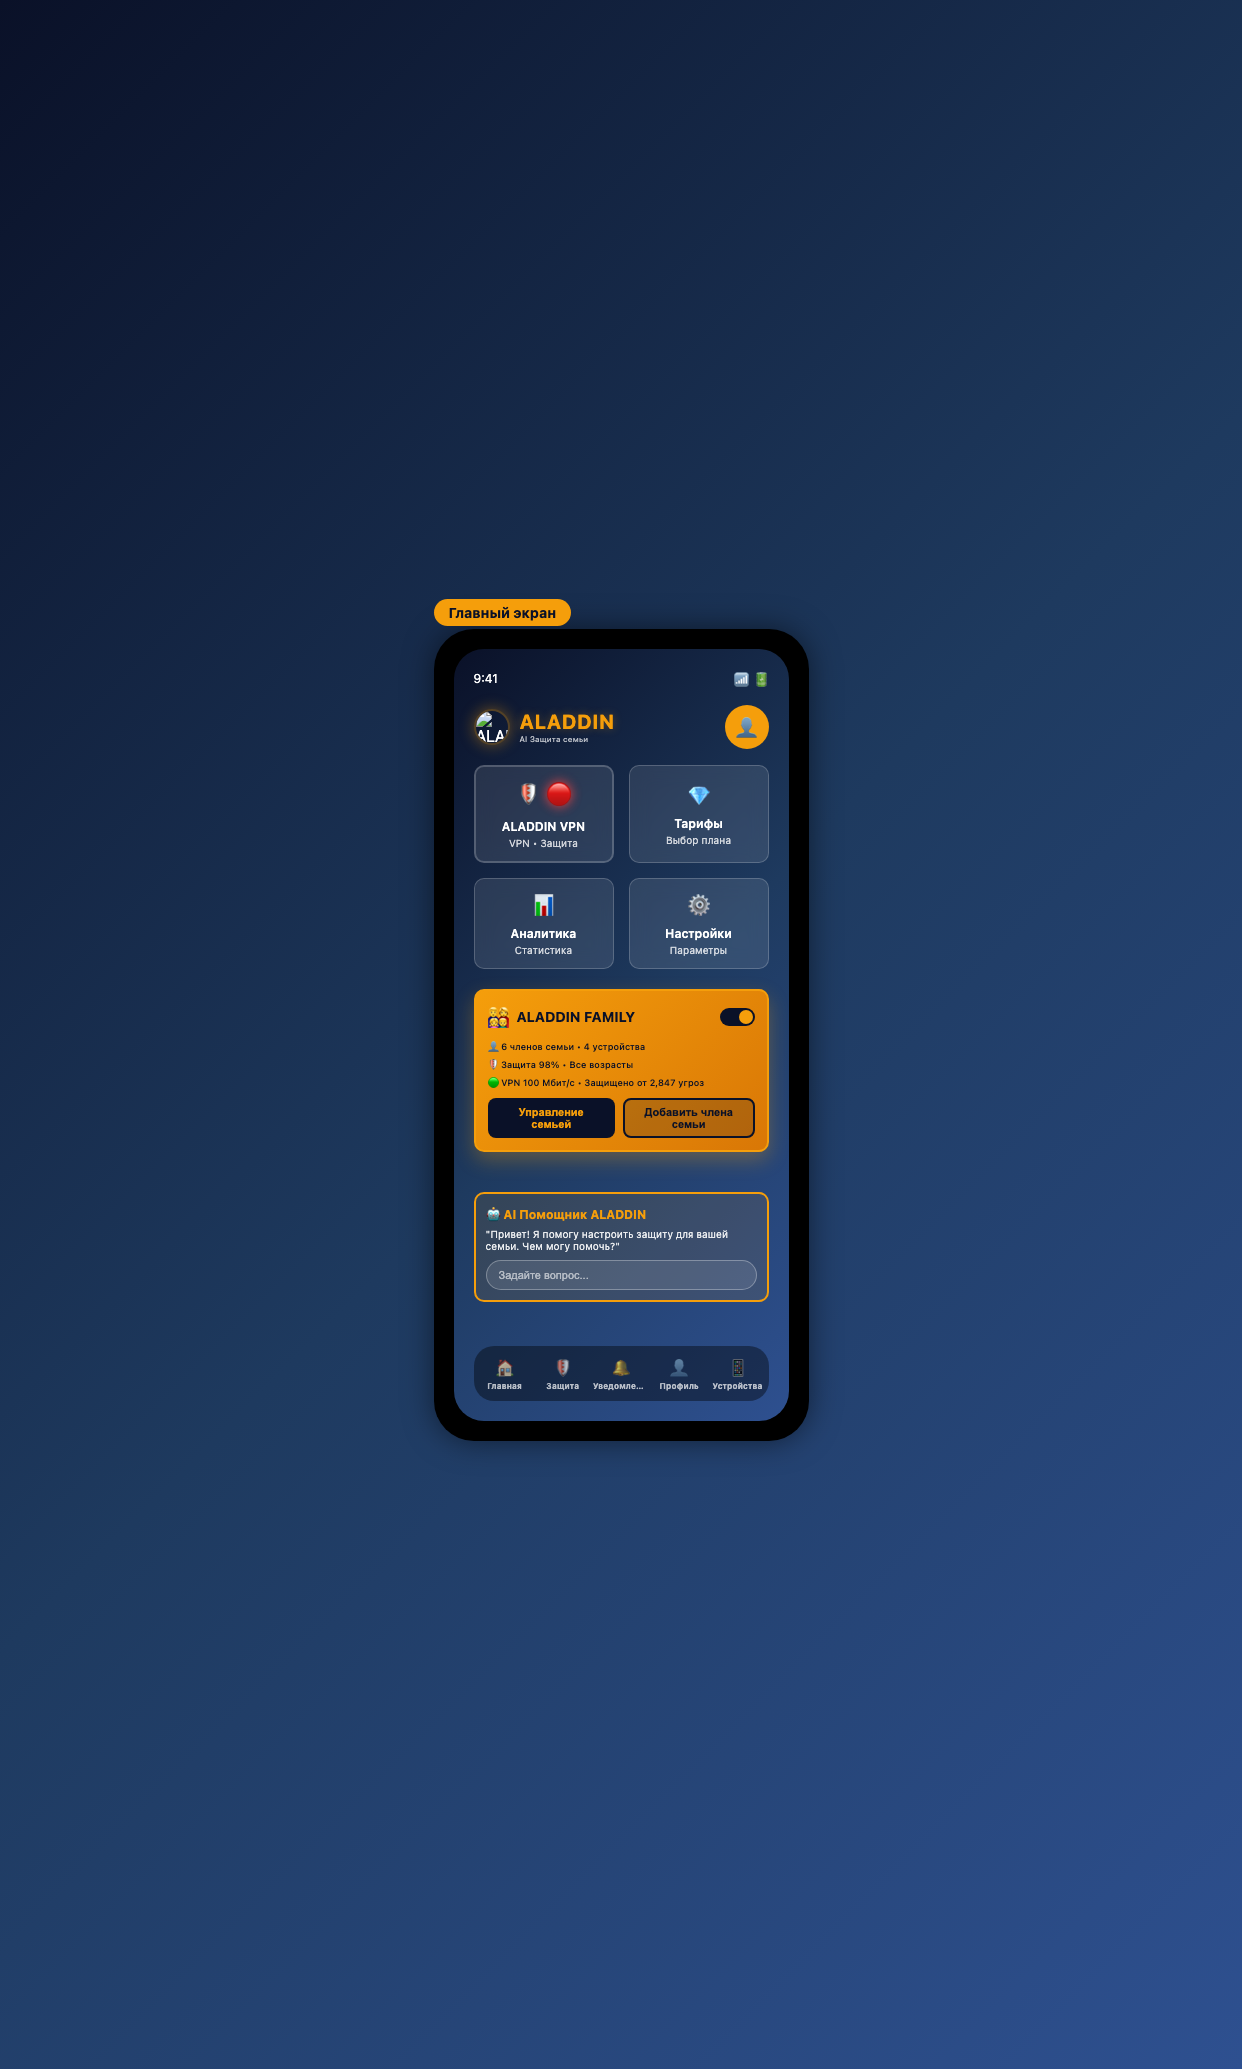 Главный экран
9:41
ALADDIN
AI Защита семьи
ALADDIN VPN
VPN • Защита
Тарифы
Выбор плана
Аналитика
Статистика
Настройки
Параметры
ALADDIN FAMILY
6 членов семьи • 4 устройства
Защита 98% • Все возрасты
VPN 100 Мбит/с • Защищено от 2,847 угроз
Управление
семьей
Добавить члена
семьи
AI Помощник ALADDIN
"Привет! Я помогу настроить защиту для вашей
семьи. Чем могу помочь?"
Задайте вопрос...
Главная
Защита
Уведомле...
Профиль
Устройства